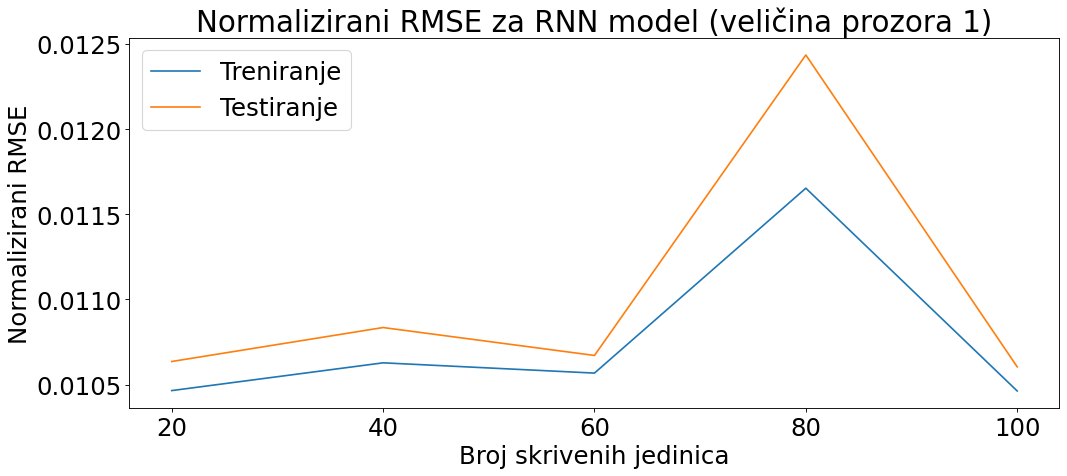 Normalizirani RMSE za RNN model (veličina prozora 1)
Treniranje
Testiranje
Normalizirani RMSE
0.0125
0.0120
0.0115
0.0110
0.0105
20 40 60 80 100
Broj skrivenih jedinica